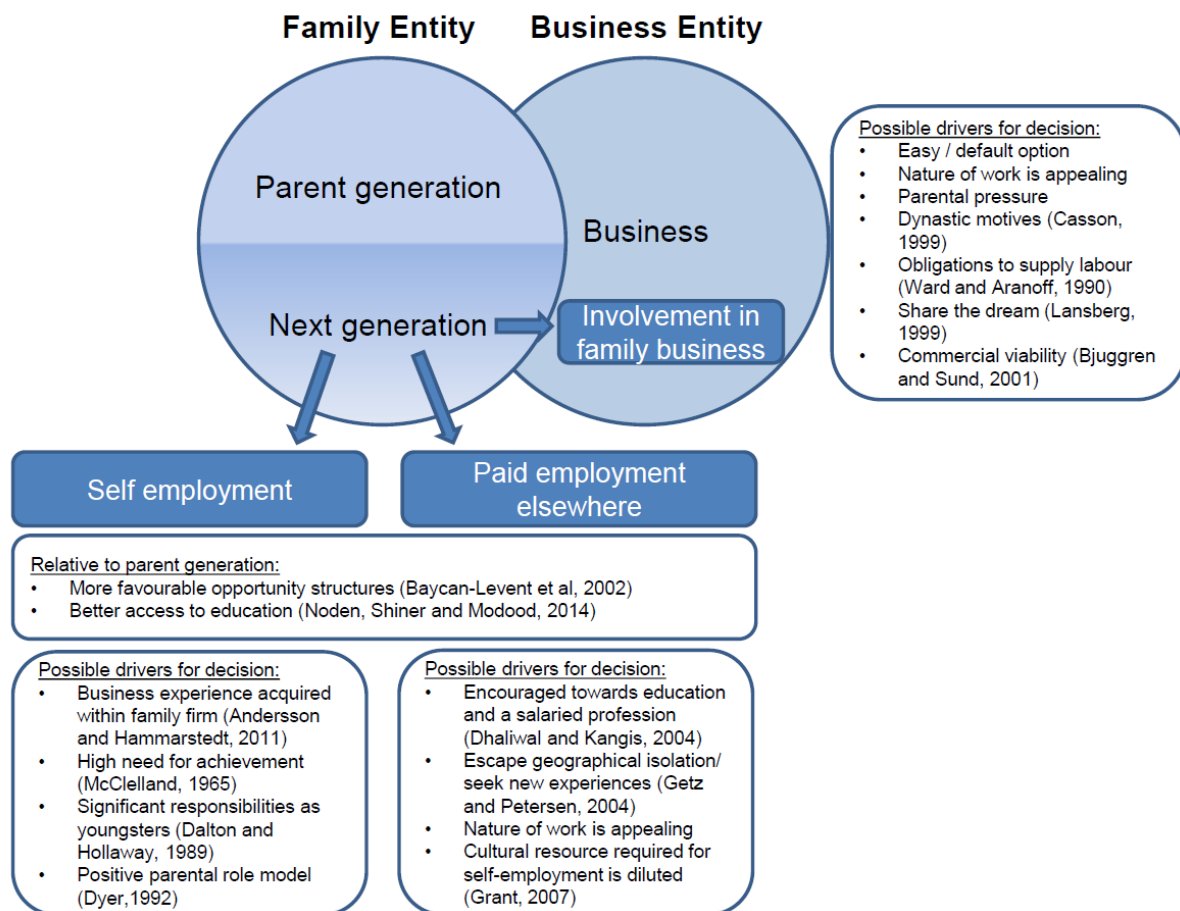 Family Entity
Business Entity
Parent generation
Business
Next generation
Involvement in
family business
Possible drivers for decision:
• Easy / default option
• Nature of work is appealing
• Parental pressure
• Dynastic motives (Casson,
1999)
• Obligations to supply labour
(Ward and Aranoff, 1990)
• Share the dream (Lansberg,
1999)
• Commercial viability (Bjuggren
and Sund, 2001)
Self employment
Paid employment
elsewhere
Relative to parent generation:
• More favourable opportunity structures (Baycan-Levent et al, 2002)
• Better access to education (Noden, Shiner and Modood, 2014)
Possible drivers for decision:
• Business experience acquired
within family firm (Andersson
and Hammarstedt, 2011)
• High need for achievement
(McClelland, 1965)
• Significant responsibilities as
youngsters (Dalton and
Hollaway, 1989)
• Positive parental role model
(Dyer,1992)
Possible drivers for decision:
• Encouraged towards education
and a salaried profession
(Dhaliwal and Kangis, 2004)
• Escape geographical isolation/
seek new experiences (Getz
and Petersen, 2004)
• Nature of work is appealing
• Cultural resource required for
self-employment is diluted
(Grant, 2007)